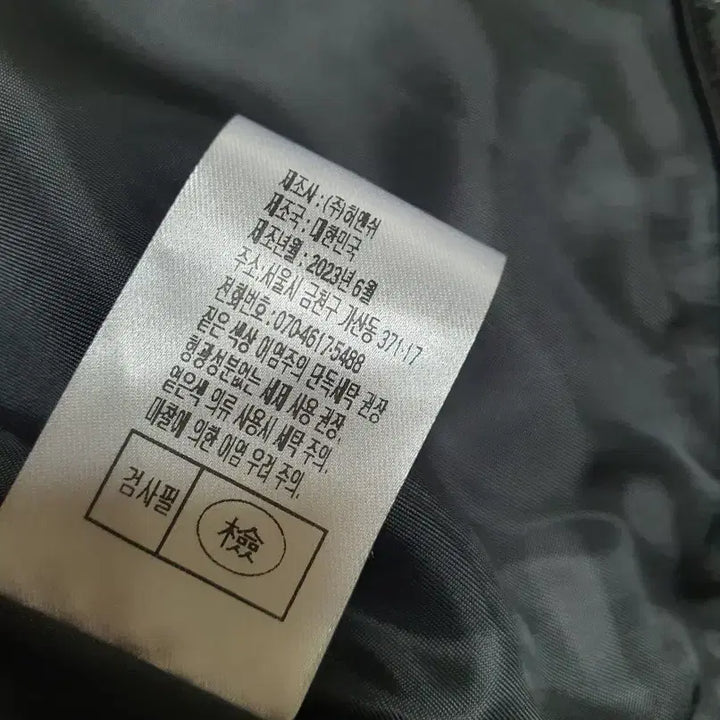 제조사 : (주)허멘쉬
제조국 : 대한민국
제조년월 : 2023년 6월
주소:서울시 금천구 가산동 371-17
전화번호 : 070-4617-5488
짙은 색상 이염주의 단독세탁 권장
형광성분없는 세제 사용 권장.
옅은색 의류 사용시 세탁 주의.
마찰에 의한 이염 우려 주의.
검사필 檢